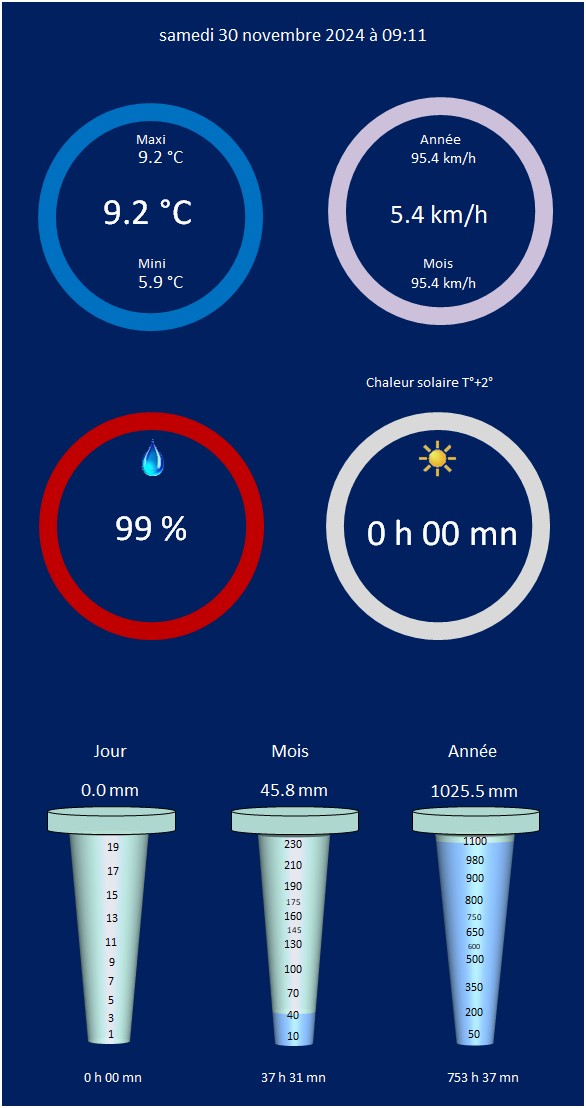 samedi 30 novembre 2024 à 09:11
Maxi
9.2 °C
9.2 °C
Mini
5.9 °C
Année
95.4 km/h
5.4 km/h
Mois
95.4 km/h
Chaleur solaire T°+2°
99 %
0 h 00 mn
Jour
0.0 mm
19
17
15
13
11
9
7
5
3
1
0 h 00 mn
Mois
45.8 mm
230
210
190
175
160
145
130
100
70
40
10
37 h 31 mn
Année
1025.5 mm
1100
980
900
800
750
650
600
500
350
200
50
753 h 37 mn